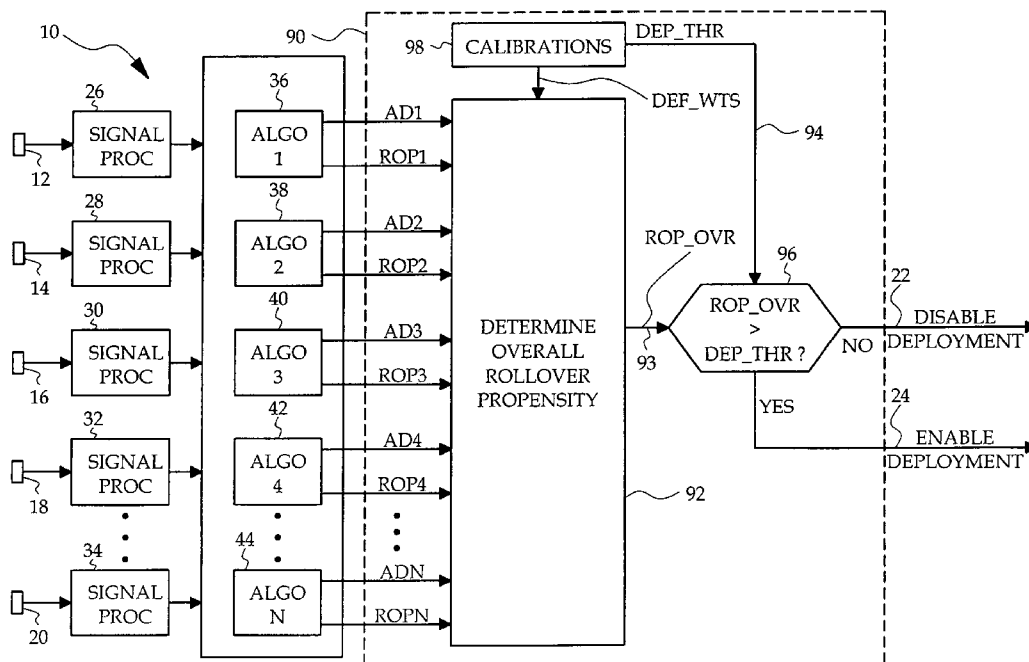 10
90
98
CALIBRATIONS
DEP_THR
DEF_WTS
94
26
SIGNAL
PROC
12
36
ALGO
1
AD1
ROP1
28
SIGNAL
PROC
14
38
ALGO
2
AD2
ROP2
30
SIGNAL
PROC
16
40
ALGO
3
AD3
ROP3
32
SIGNAL
PROC
18
42
ALGO
4
AD4
ROP4
34
SIGNAL
PROC
20
44
ALGO
N
ADN
ROPN
DETERMINE
OVERALL
ROLLOVER
PROPENSITY
92
ROP_OVR
93
96
ROP_OVR
>
DEP_THR ?
NO
YES
22
DISABLE
DEPLOYMENT
24
ENABLE
DEPLOYMENT